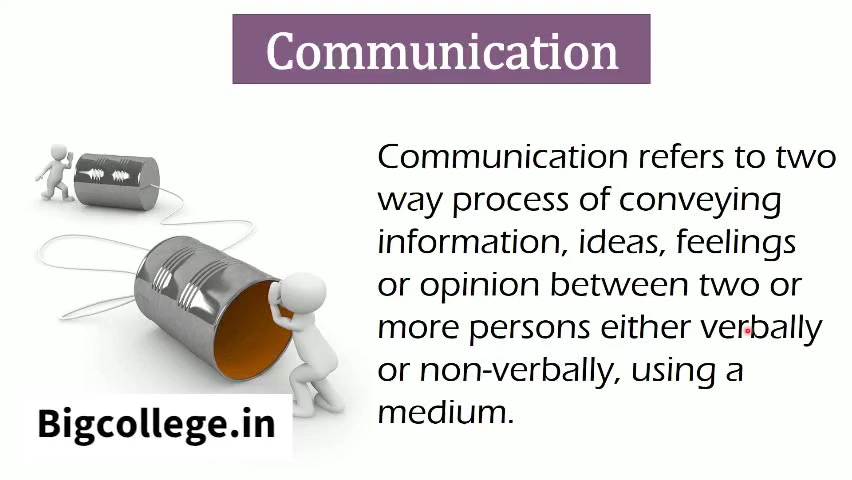 Communication
Communication refers to two
way process of conveying
information, ideas, feelings
or opinion between two or
more persons either verbally
or non-verbally, using a
medium.
Bigcollege.in